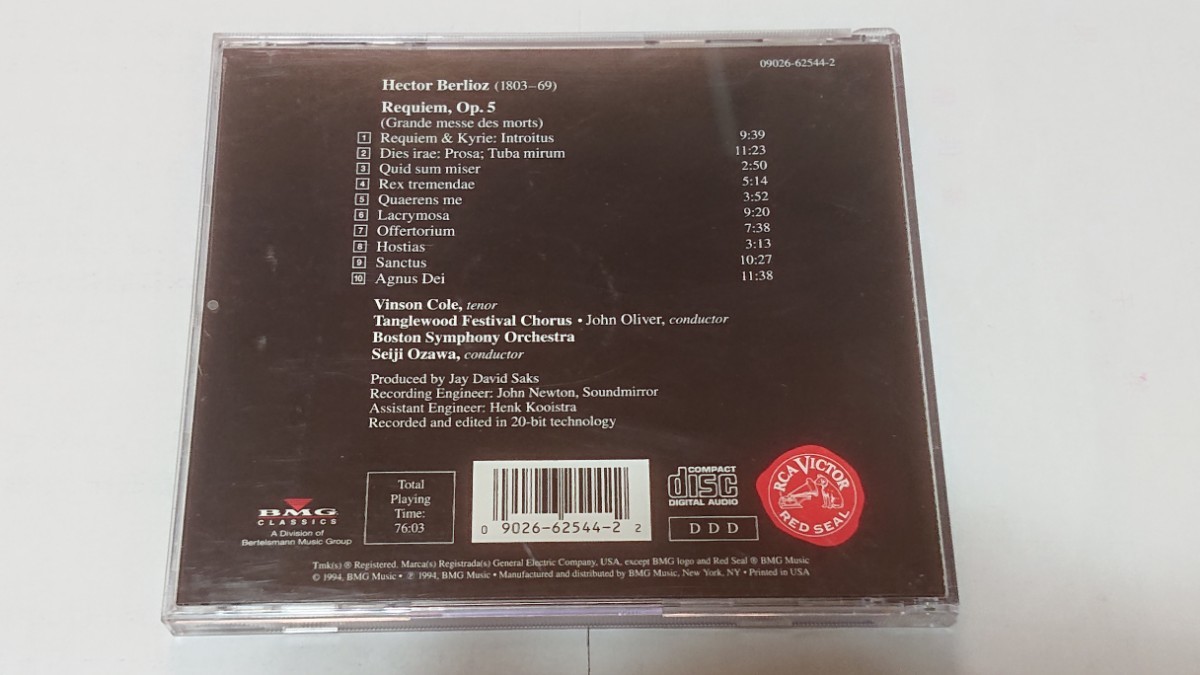 09026-62544-2
Hector Berlioz (1803–69)
Requiem, Op. 5
(Grande messe des morts)
1 Requiem & Kyrie: Introitus 9:39
2 Dies irae: Prosa; Tuba mirum 11:23
3 Quid sum miser 2:50
4 Rex tremendae 5:14
5 Quaerens me 3:52
6 Lacrymosa 9:20
7 Offertorium 7:38
8 Hostias 3:13
9 Sanctus 10:27
10 Agnus Dei 11:38
Vinson Cole, tenor
Tanglewood Festival Chorus • John Oliver, conductor
Boston Symphony Orchestra
Seiji Ozawa, conductor
Produced by Jay David Saks
Recording Engineer: John Newton, Soundmirror
Assistant Engineer: Henk Kooistra
Recorded and edited in 20-bit technology
BMG
CLASSICS
A Division of
Bertelsmann Music Group
Total
Playing
Time:
76:03
0 9026-62544-2 2
COMPACT
disc
DIGITAL AUDIO
D D D
RCA VICTOR
RED SEAL
Tmk(s) ® Registered. Marca(s) Registrada(s) General Electric Company, USA, except BMG logo and Red Seal ® BMG Music
© 1994, BMG Music • ℗ 1994, BMG Music • Manufactured and distributed by BMG Music, New York, NY • Printed in USA